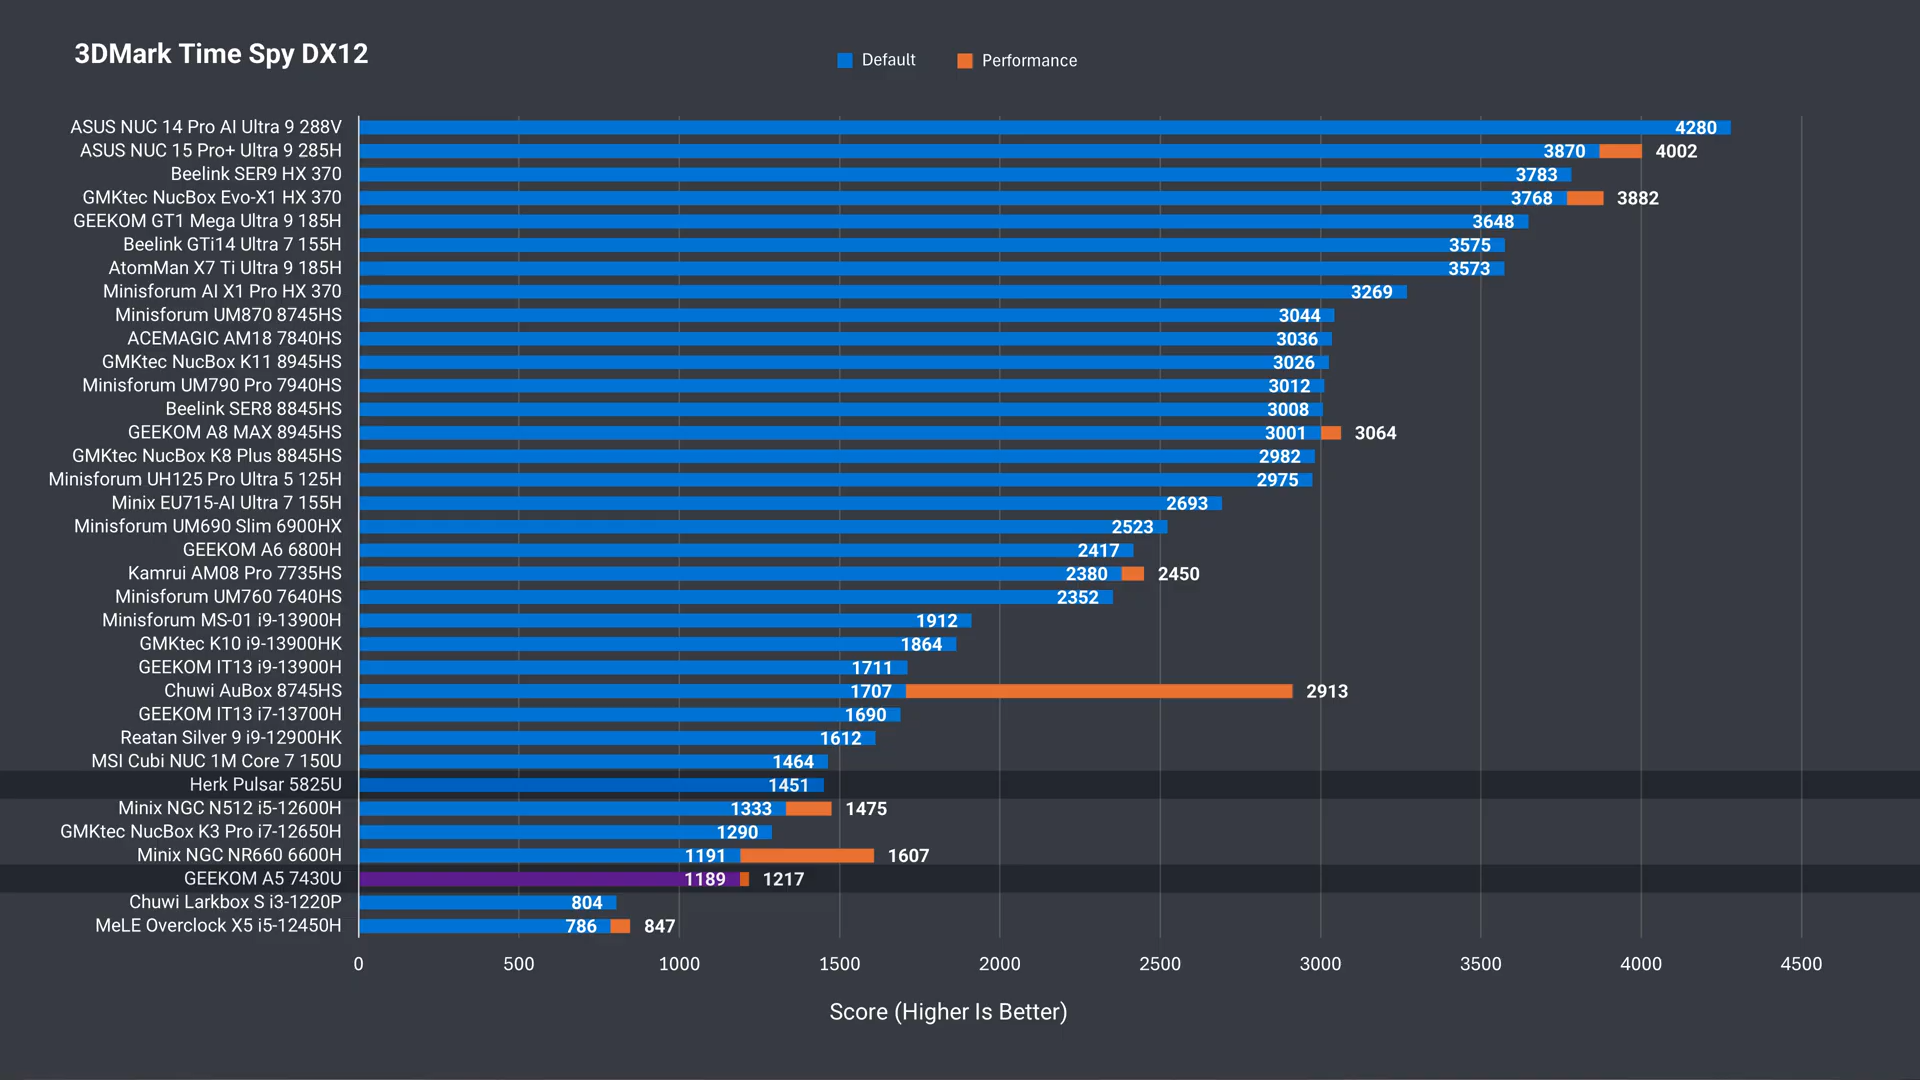 3DMark Time Spy DX12
Default Performance
ASUS NUC 14 Pro AI Ultra 9 288V 4280
ASUS NUC 15 Pro+ Ultra 9 285H 3870 4002
Beelink SER9 HX 370 3783
GMKtec NucBox Evo-X1 HX 370 3768 3882
GEEKOM GT1 Mega Ultra 9 185H 3648
Beelink GTi14 Ultra 7 155H 3575
AtomMan X7 Ti Ultra 9 185H 3573
Minisforum AI X1 Pro HX 370 3269
Minisforum UM870 8745HS 3044
ACEMAGIC AM18 7840HS 3036
GMKtec NucBox K11 8945HS 3026
Minisforum UM790 Pro 7940HS 3012
Beelink SER8 8845HS 3008
GEEKOM A8 MAX 8945HS 3001 3064
GMKtec NucBox K8 Plus 8845HS 2982
Minisforum UH125 Pro Ultra 5 125H 2975
Minix EU715-AI Ultra 7 155H 2693
Minisforum UM690 Slim 6900HX 2523
GEEKOM A6 6800H 2417
Kamrui AM08 Pro 7735HS 2380 2450
Minisforum UM760 7640HS 2352
Minisforum MS-01 i9-13900H 1912
GMKtec K10 i9-13900HK 1864
GEEKOM IT13 i9-13900H 1711
Chuwi AuBox 8745HS 1707 2913
GEEKOM IT13 i7-13700H 1690
Reatan Silver 9 i9-12900HK 1612
MSI Cubi NUC 1M Core 7 150U 1464
Herk Pulsar 5825U 1451
Minix NGC N512 i5-12600H 1333 1475
GMKtec NucBox K3 Pro i7-12650H 1290
Minix NGC NR660 6600H 1191 1607
GEEKOM A5 7430U 1189 1217
Chuwi Larkbox S i3-1220P 804
MeLE Overclock X5 i5-12450H 786 847
0 500 1000 1500 2000 2500 3000 3500 4000 4500
Score (Higher Is Better)